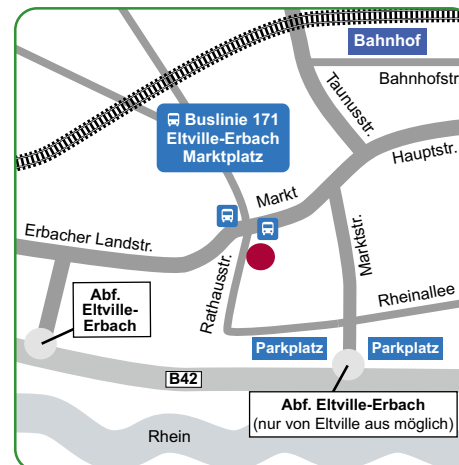 Bahnhof
Bahnhofstr.
Taunusstr.
Buslinie 171
Eltville-Erbach
Marktplatz
Hauptstr.
Markt
Erbacher Landstr.
Marktstr.
Rathausstr.
Rheinallee
Abf.
Eltville-
Erbach
Parkplatz
Parkplatz
B42
Abf. Eltville-Erbach
(nur von Eltville aus möglich)
Rhein